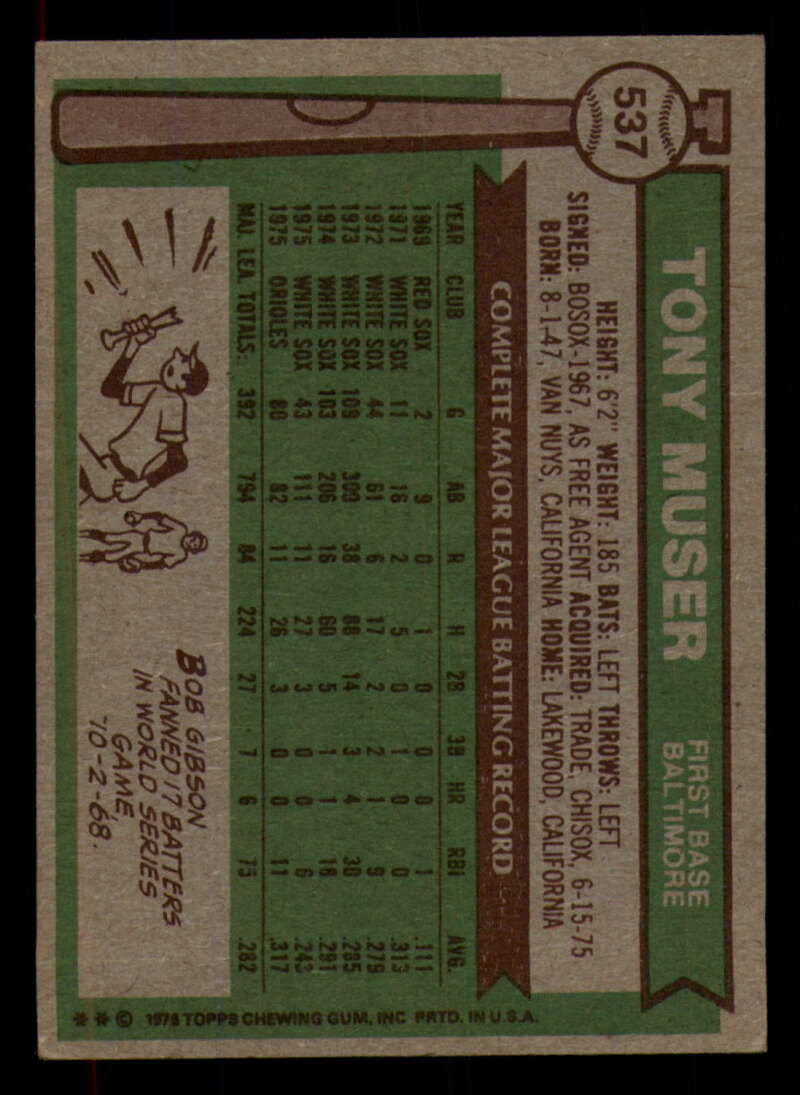 537
TONY MUSER
FIRST BASE
BALTIMORE
HEIGHT: 6'2" WEIGHT: 185 BATS: LEFT THROWS: LEFT
SIGNED: BOSOX-1967, AS FREE AGENT ACQUIRED: TRADE, CHISOX, 6-15-75
BORN: 8-1-47, VAN NUYS, CALIFORNIA HOME: LAKEWOOD, CALIFORNIA
COMPLETE MAJOR LEAGUE BATTING RECORD
YEAR CLUB G AB R H 2B 3B HR RBI AVG.
1969 RED SOX 2 9 0 1 0 0 0 1 .111
1971 WHITE SOX 11 16 2 5 0 1 0 0 .313
1972 WHITE SOX 44 61 6 17 2 2 1 9 .279
1973 WHITE SOX 109 309 38 88 14 3 4 30 .285
1974 WHITE SOX 103 206 16 60 5 1 1 18 .291
1975 WHITE SOX 43 111 11 27 3 0 0 6 .243
1975 ORIOLES 80 82 11 26 3 0 0 11 .317
MAJ. LEA. TOTALS: 392 794 84 224 27 7 6 75 .282
BOB GIBSON
FANNED 17 BATTERS
IN WORLD SERIES
GAME,
10-2-68.
** © 1976 TOPPS CHEWING GUM, INC PRTD. IN U.S.A.